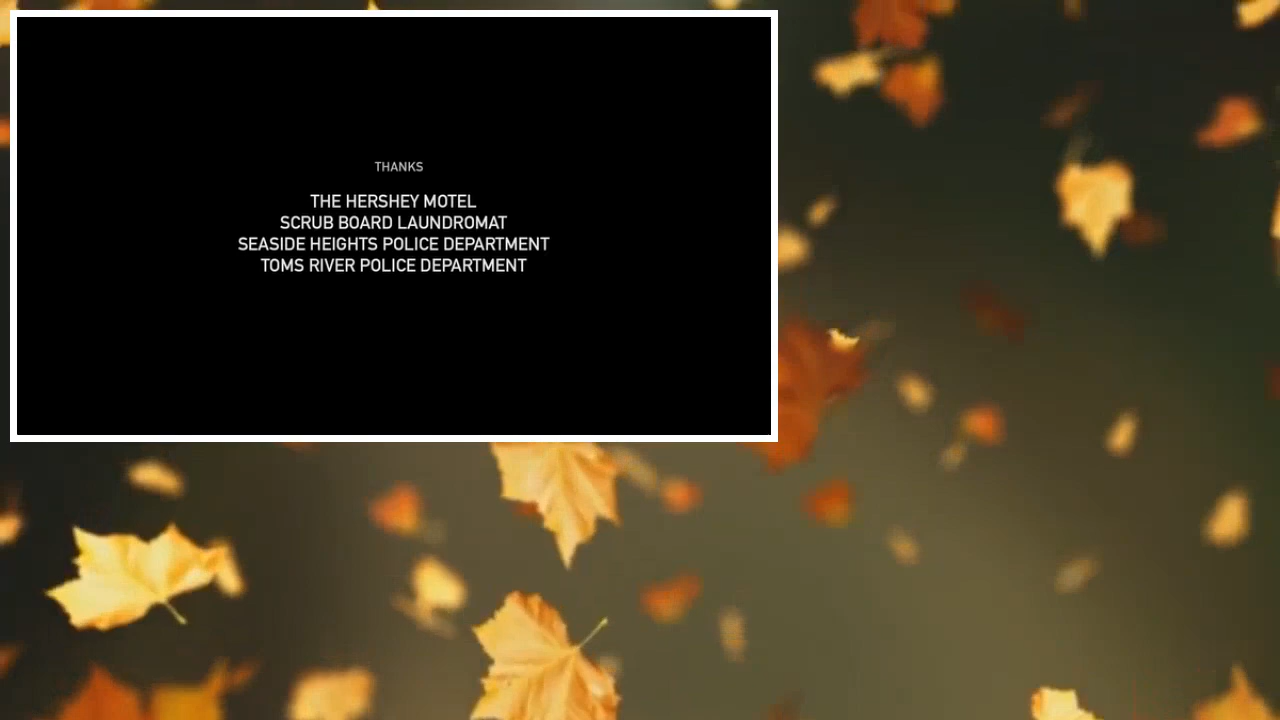 THANKS
THE HERSHEY MOTEL
SCRUB BOARD LAUNDROMAT
SEASIDE HEIGHTS POLICE DEPARTMENT
TOMS RIVER POLICE DEPARTMENT